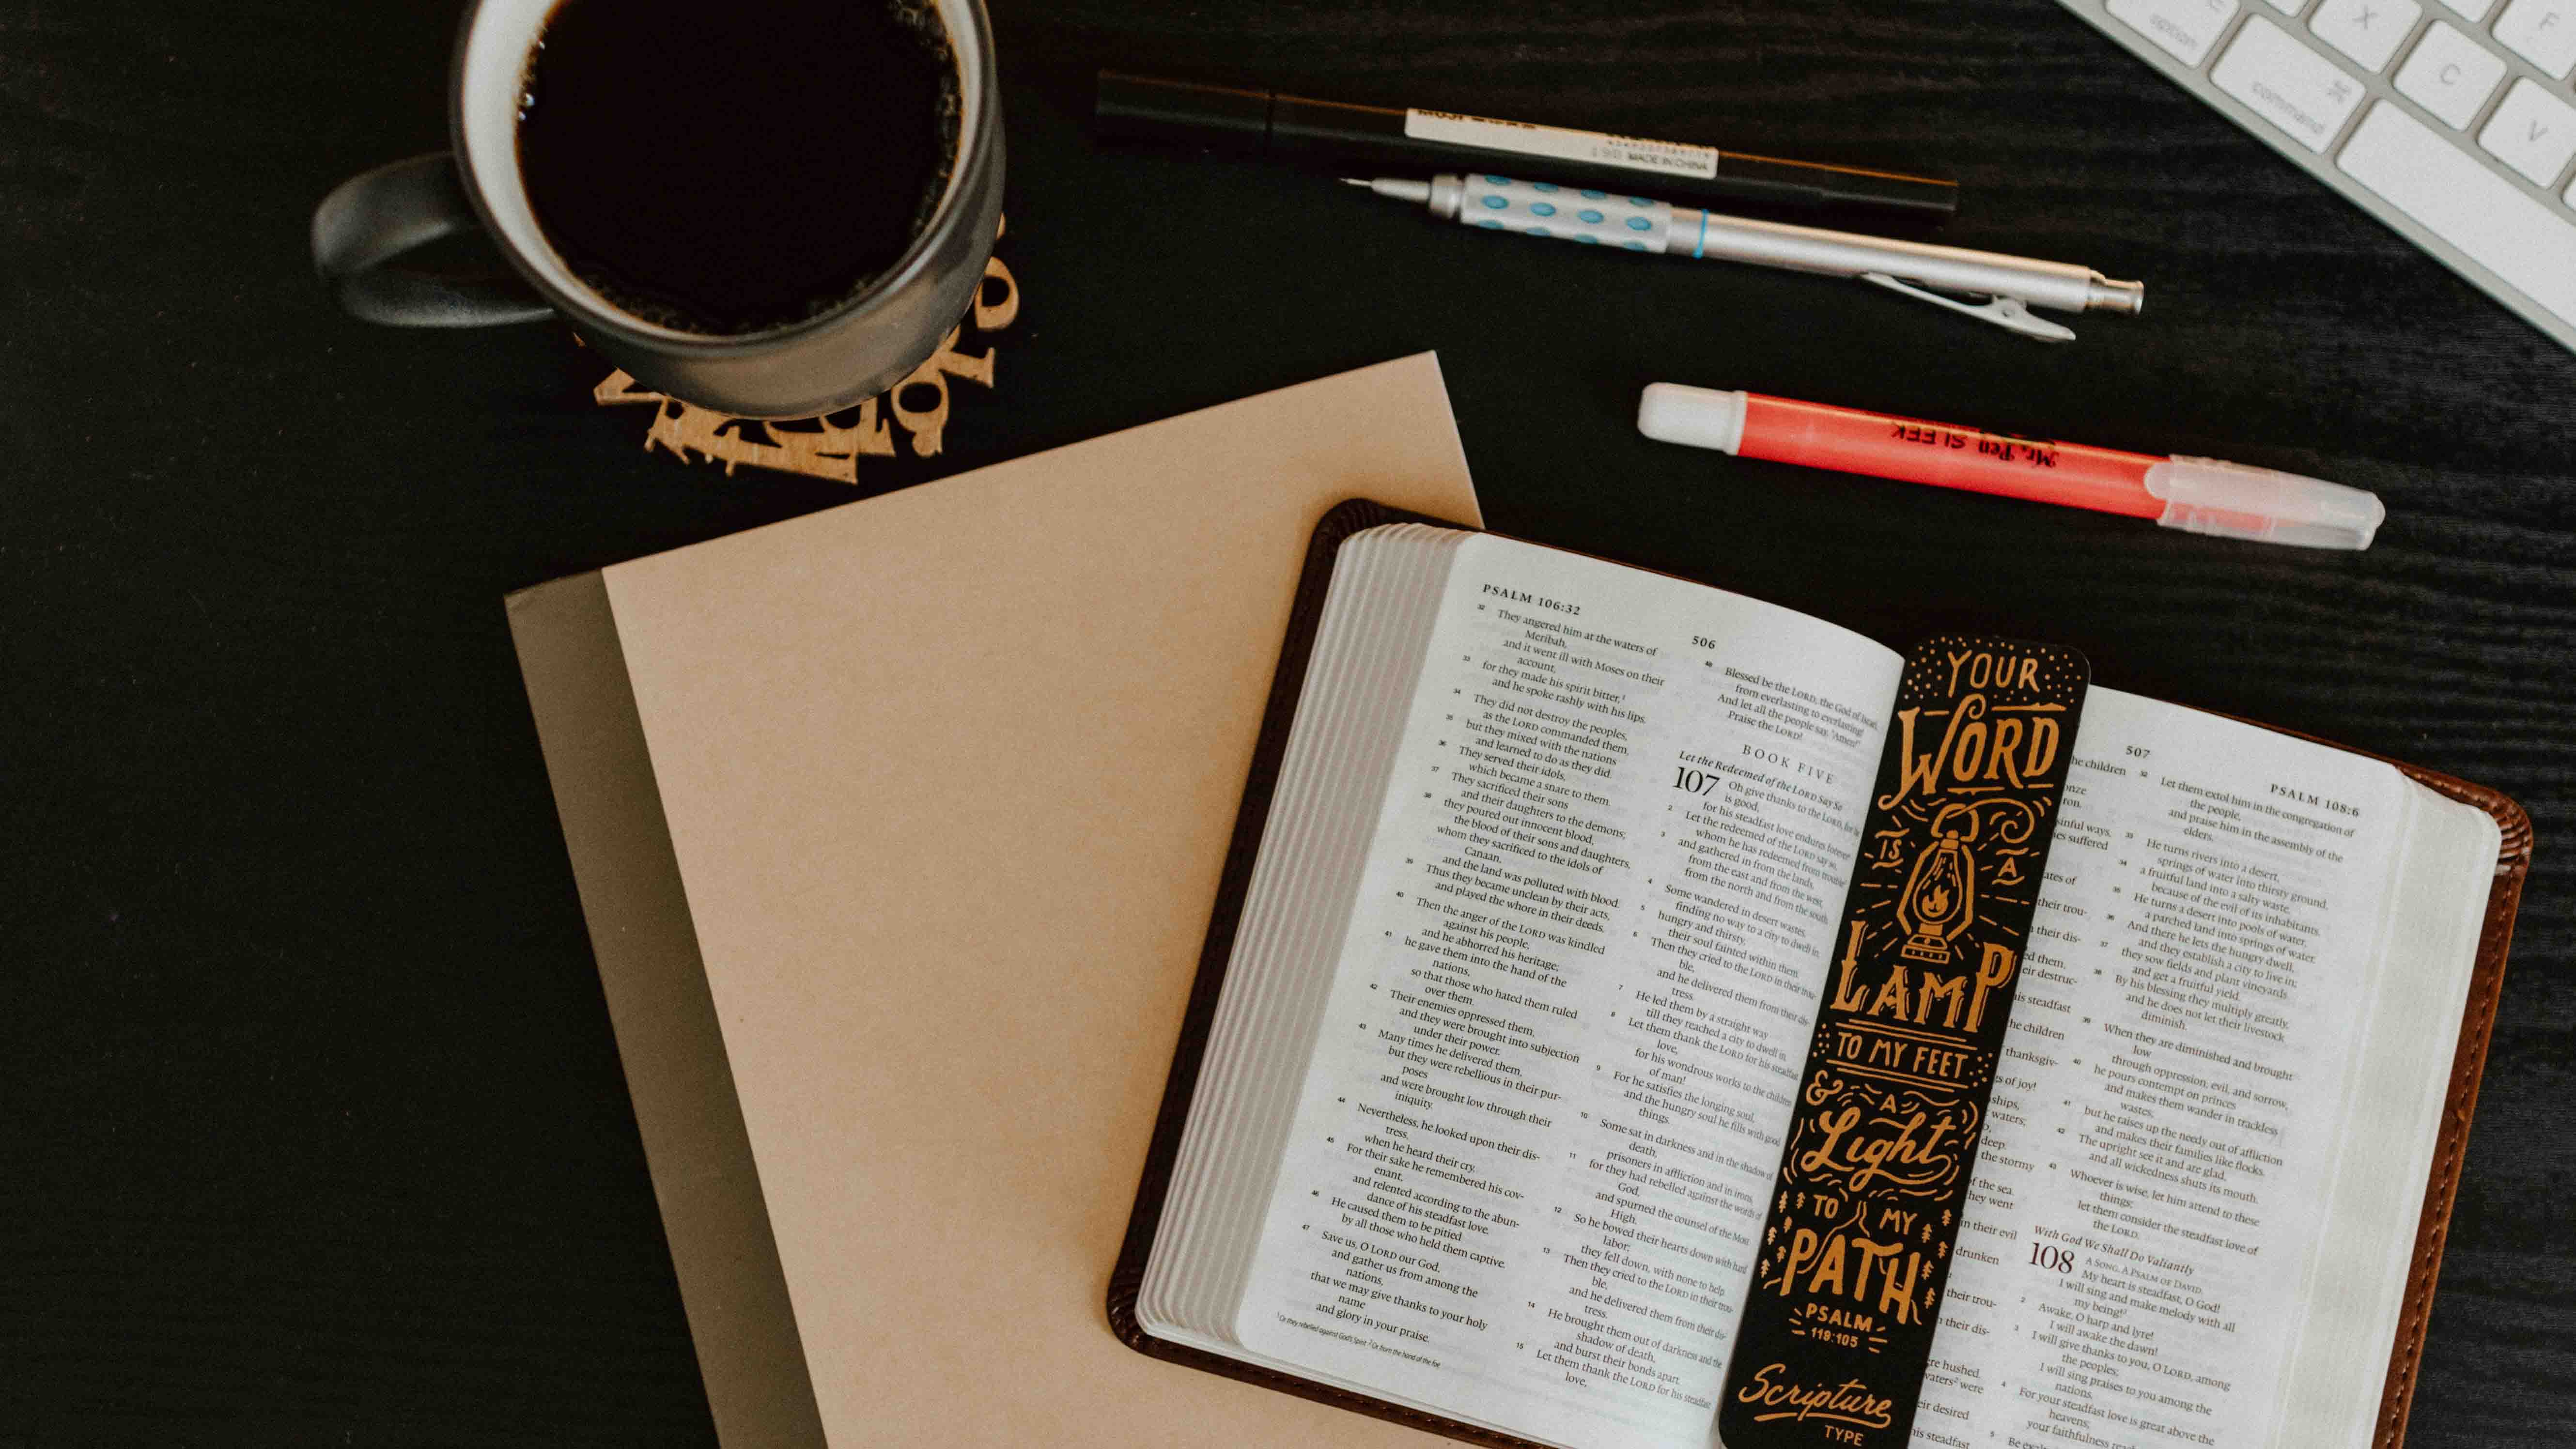 option
command
⌘
X
C
V
F
MADE IN CHINA
Mr. Pen SLEEK
PSALM 106:32
506
32 They angered him at the waters of
Meribah,
and it went ill with Moses on their
account,
33 for they made his spirit bitter,1
and he spoke rashly with his lips.
34 They did not destroy the peoples,
as the LORD commanded them,
35 but they mixed with the nations
and learned to do as they did.
36 They served their idols,
which became a snare to them.
37 They sacrificed their sons
and their daughters to the demons;
38 they poured out innocent blood,
the blood of their sons and daughters,
whom they sacrificed to the idols of
Canaan,
and the land was polluted with blood.
39 Thus they became unclean by their acts,
and played the whore in their deeds.
40 Then the anger of the LORD was kindled
against his people,
and he abhorred his heritage;
41 he gave them into the hand of the
nations,
so that those who hated them ruled
over them.
42 Their enemies oppressed them,
and they were brought into subjection
under their power.
43 Many times he delivered them,
but they were rebellious in their pur-
poses
and were brought low through their
iniquity.
44 Nevertheless, he looked upon their dis-
tress,
when he heard their cry.
45 For their sake he remembered his cov-
enant,
and relented according to the abun-
dance of his steadfast love.
46 He caused them to be pitied
by all those who held them captive.
47 Save us, O LORD our God,
and gather us from among the
nations,
that we may give thanks to your holy
name
and glory in your praise.
1 Or they rebelled against God's Spirit 2 Or from the hand of the foe
48 Blessed be the LORD, the God of Israel,
from everlasting to everlasting!
And let all the people say, "Amen!"
Praise the LORD!
BOOK FIVE
Let the Redeemed of the LORD Say So
107 Oh give thanks to the LORD, for he
is good,
for his steadfast love endures forever!
2 Let the redeemed of the LORD say so,
whom he has redeemed from trouble
3 and gathered in from the lands,
from the east and from the west,
from the north and from the south.
4 Some wandered in desert wastes,
finding no way to a city to dwell in;
5 hungry and thirsty,
their soul fainted within them.
6 Then they cried to the LORD in their trou-
ble,
and he delivered them from their dis-
tress.
7 He led them by a straight way
till they reached a city to dwell in.
8 Let them thank the LORD for his steadfast
love,
for his wondrous works to the children
of man!
9 For he satisfies the longing soul,
and the hungry soul he fills with good
things.
10 Some sat in darkness and in the shadow of
death,
prisoners in affliction and in irons,
11 for they had rebelled against the words of
God,
and spurned the counsel of the Most
High.
12 So he bowed their hearts down with hard
labor;
they fell down, with none to help.
13 Then they cried to the LORD in their trou-
ble,
and he delivered them from their dis-
tress.
14 He brought them out of darkness and the
shadow of death,
and burst their bonds apart.
15 Let them thank the LORD for his steadfast
love,
YOUR
WORD
IS A
LAMP
TO MY FEET
& A
Light
TO MY
PATH
PSALM
119:105
Scripture
TYPE
507
PSALM 108:6
he children
sinful ways,
suffered
ates of
their trou-
their dis-
ed them,
eir destruc-
is steadfast
he children
thanksgiv-
s of joy!
ships,
waters;
deep.
the stormy
f the sea.
hey went
in their evil
drunken
their trou-
their dis-
re hushed.
waters2 were
eir desired
his steadfast
32 Let them extol him in the congregation of
the people,
and praise him in the assembly of the
elders.
33 He turns rivers into a desert,
springs of water into thirsty ground,
34 a fruitful land into a salty waste,
because of the evil of its inhabitants.
35 He turns a desert into pools of water,
a parched land into springs of water.
36 And there he lets the hungry dwell,
and they establish a city to live in;
37 they sow fields and plant vineyards
and get a fruitful yield.
38 By his blessing they multiply greatly,
and he does not let their livestock
diminish.
39 When they are diminished and brought
low
through oppression, evil, and sorrow,
40 he pours contempt on princes
and makes them wander in trackless
wastes;
41 but he raises up the needy out of affliction
and makes their families like flocks.
42 The upright see it and are glad,
and all wickedness shuts its mouth.
43 Whoever is wise, let him attend to these
things;
let them consider the steadfast love of
the LORD.
With God We Shall Do Valiantly
108 A SONG. A PSALM OF DAVID.
My heart is steadfast, O God!
I will sing and make melody with all
my being!
2 Awake, O harp and lyre!
I will awake the dawn!
3 I will give thanks to you, O LORD, among
the peoples;
I will sing praises to you among the
nations.
4 For your steadfast love is great above the
heavens;
your faithfulness
5 Be